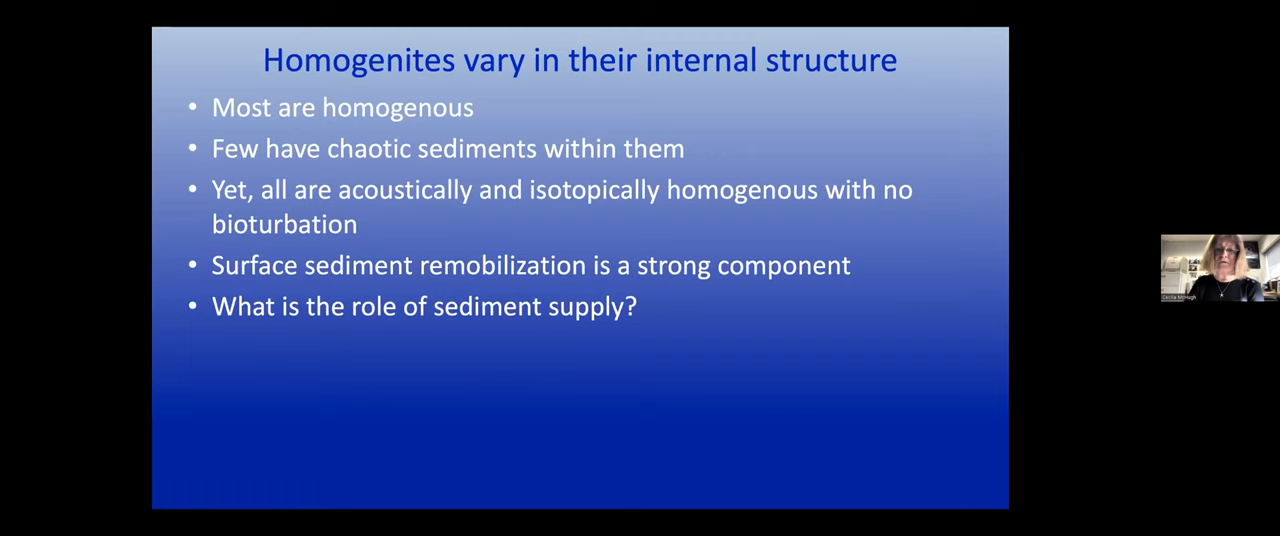 Homogenites vary in their internal structure
• Most are homogenous
• Few have chaotic sediments within them
• Yet, all are acoustically and isotopically homogenous with no
bioturbation
• Surface sediment remobilization is a strong component
• What is the role of sediment supply?
Cecilia McHugh